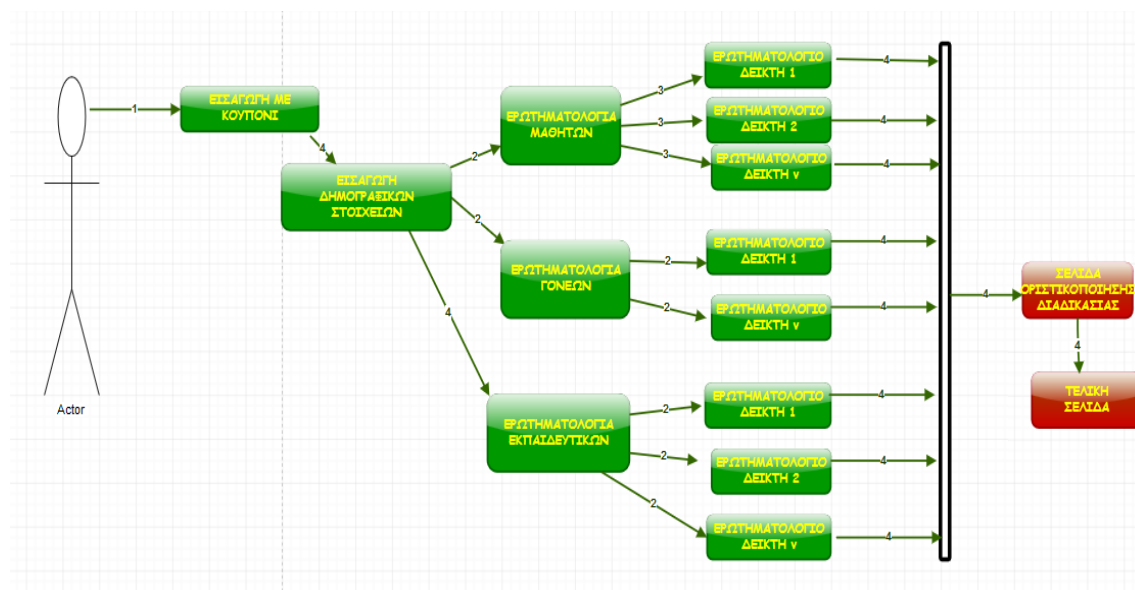 1
ΕΙΣΑΓΩΓΗ ΜΕ
ΚΟΥΠΟΝΙ
4
ΕΙΣΑΓΩΓΗ
ΔΗΜΟΓΡΑΦΙΚΩΝ
ΣΤΟΙΧΕΙΩΝ
2
2
4
ΕΡΩΤΗΜΑΤΟΛΟΓΙΑ
ΜΑΘΗΤΩΝ
3
3
3
ΕΡΩΤΗΜΑΤΟΛΟΓΙΟ
ΔΕΙΚΤΗ 1
4
ΕΡΩΤΗΜΑΤΟΛΟΓΙΟ
ΔΕΙΚΤΗ 2
4
ΕΡΩΤΗΜΑΤΟΛΟΓΙΟ
ΔΕΙΚΤΗ ν
4
ΕΡΩΤΗΜΑΤΟΛΟΓΙΑ
ΓΟΝΕΩΝ
2
2
ΕΡΩΤΗΜΑΤΟΛΟΓΙΟ
ΔΕΙΚΤΗ 1
4
ΕΡΩΤΗΜΑΤΟΛΟΓΙΟ
ΔΕΙΚΤΗ ν
4
ΕΡΩΤΗΜΑΤΟΛΟΓΙΑ
ΕΚΠΑΙΔΕΥΤΙΚΩΝ
2
2
2
ΕΡΩΤΗΜΑΤΟΛΟΓΙΟ
ΔΕΙΚΤΗ 1
4
ΕΡΩΤΗΜΑΤΟΛΟΓΙΟ
ΔΕΙΚΤΗ 2
4
ΕΡΩΤΗΜΑΤΟΛΟΓΙΟ
ΔΕΙΚΤΗ ν
4
4
ΣΕΛΙΔΑ
ΟΡΙΣΤΙΚΟΠΟΙΗΣΗΣ
ΔΙΑΔΙΚΑΣΙΑΣ
4
ΤΕΛΙΚΗ
ΣΕΛΙΔΑ
Actor